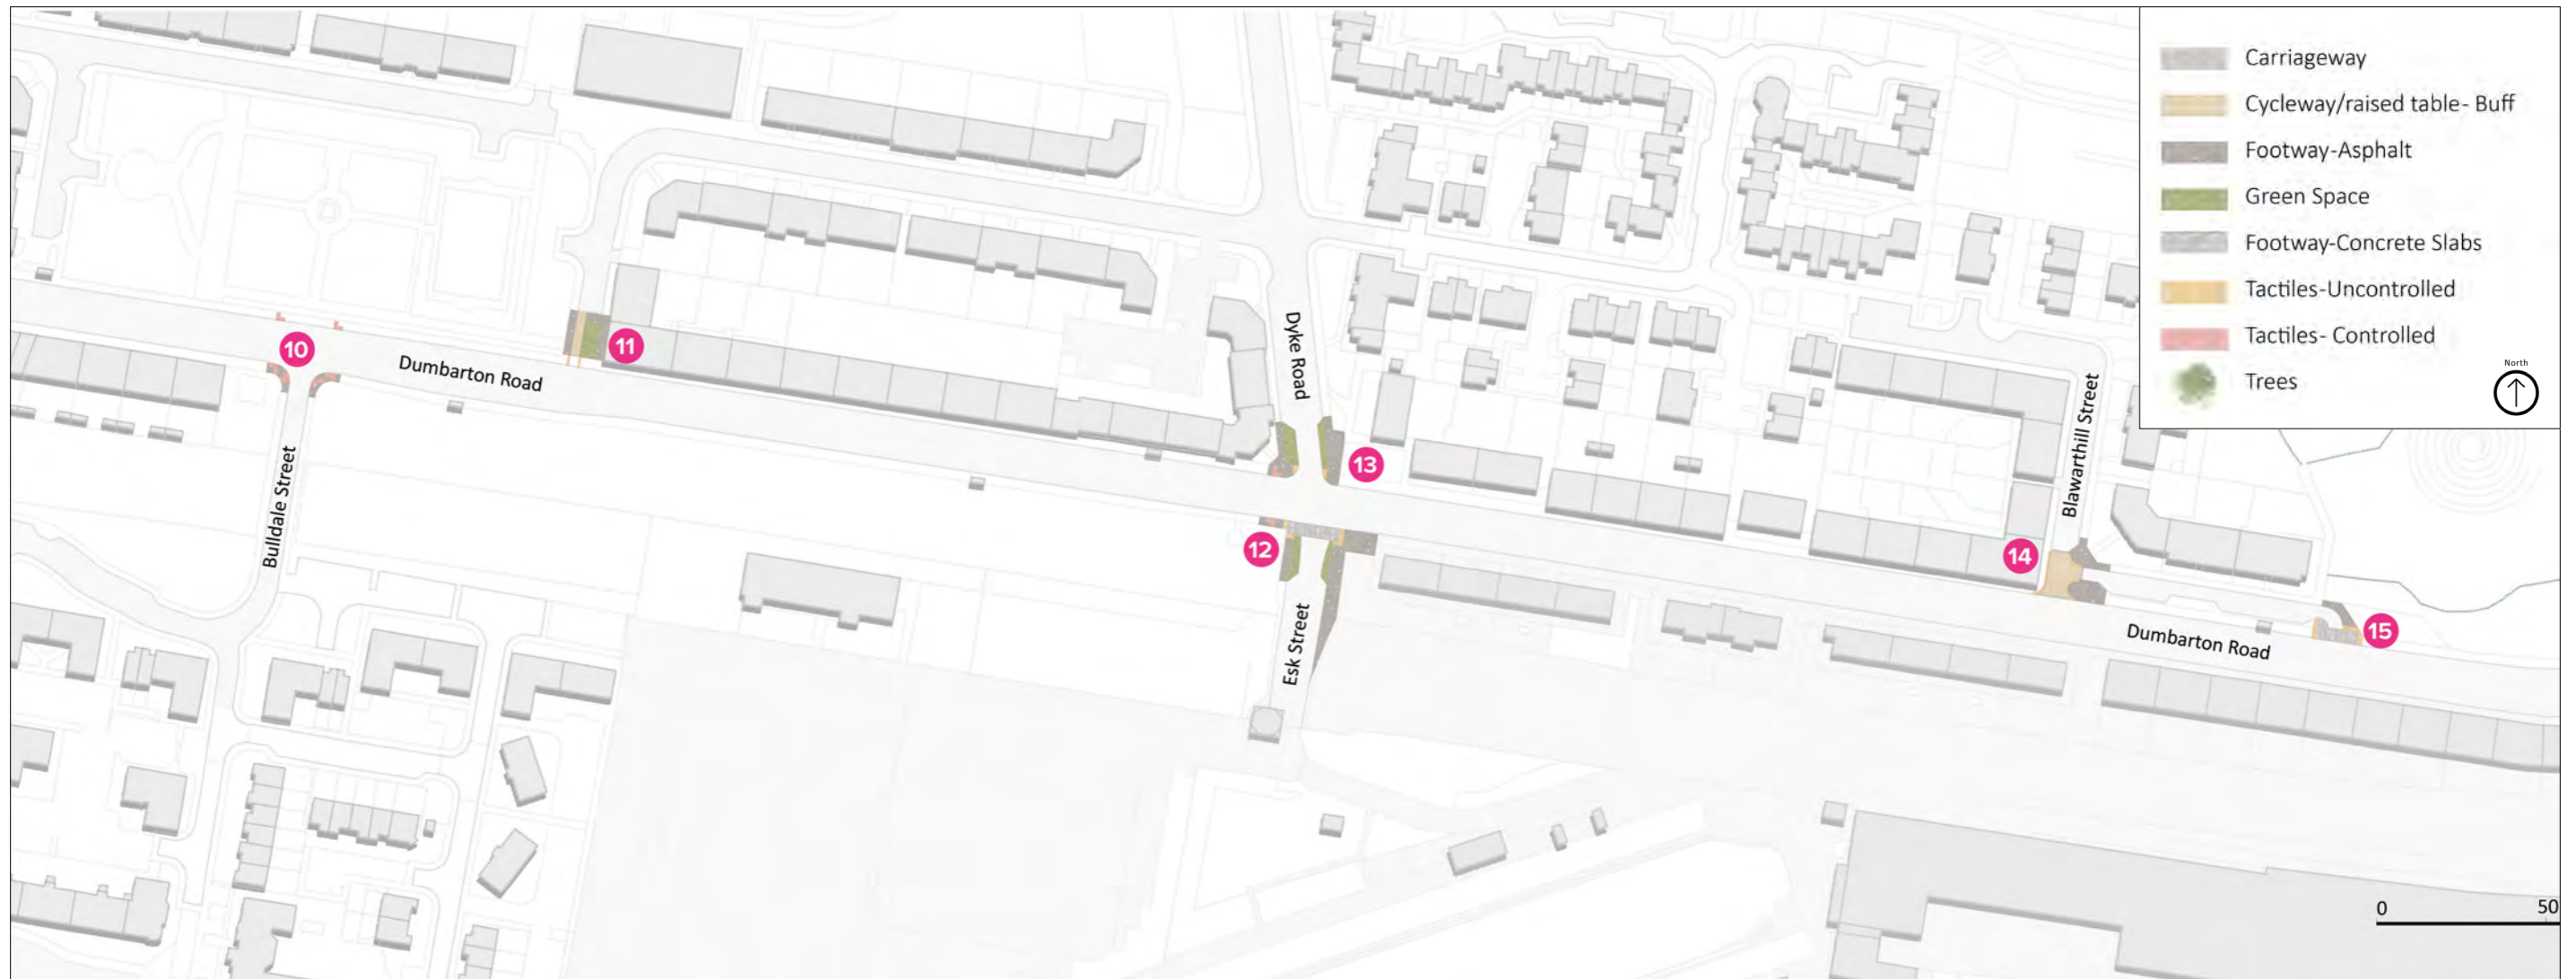 Carriageway
Cycleway/raised table- Buff
Footway-Asphalt
Green Space
Footway-Concrete Slabs
Tactiles-Uncontrolled
Tactiles- Controlled
Trees
North
10
11
Dumbarton Road
Dyke Road
13
Bulldale Street
12
Esk Street
Blawarthill Street
14
Dumbarton Road
15
0
50